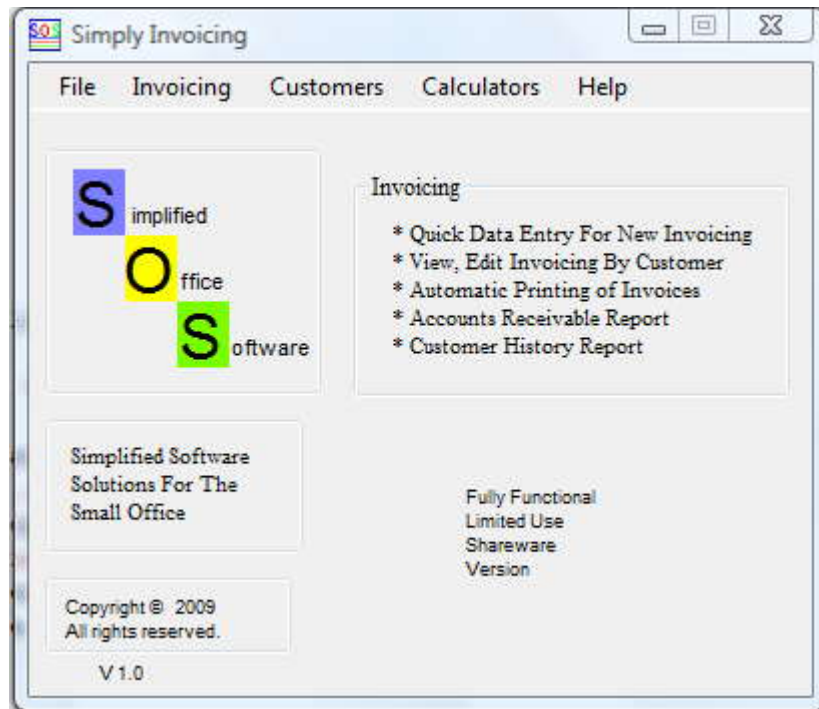 SOS Simply Invoicing
File Invoicing Customers Calculators Help
Simplified
Office
Software
Invoicing
* Quick Data Entry For New Invoicing
* View, Edit Invoicing By Customer
* Automatic Printing of Invoices
* Accounts Receivable Report
* Customer History Report
Simplified Software
Solutions For The
Small Office
Fully Functional
Limited Use
Shareware
Version
Copyright © 2009
All rights reserved.
V 1.0